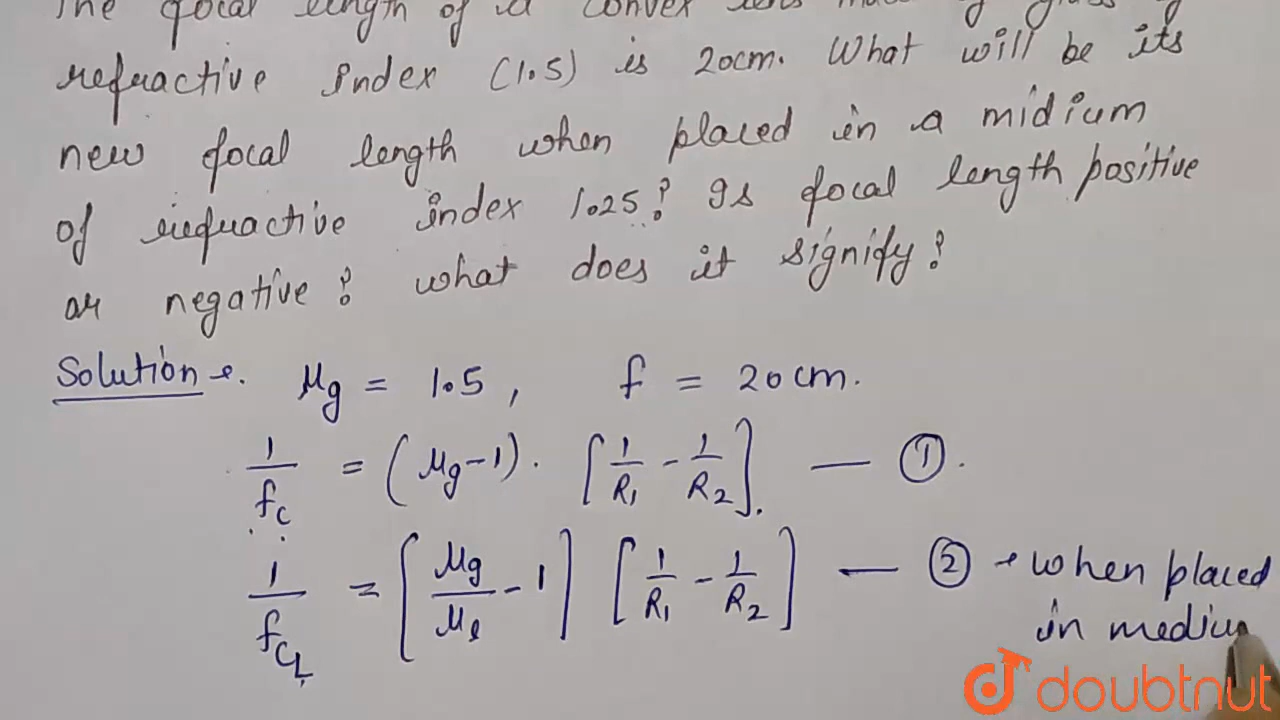 The focal length of a convex lens made of glass of
refractive index (1.5) is 20cm. What will be its
new focal length when placed in a midium
of refractive index 1.25? Is focal length positive
or negative? what does it signify?
Solution :. μg = 1.5 , f = 20 cm.
1/fc = (μg-1). [1/R1 - 1/R2]. — ①.
1/fcL = [μg/μl - 1] [1/R1 - 1/R2] — ② → when placed
in mediu
doubtnut